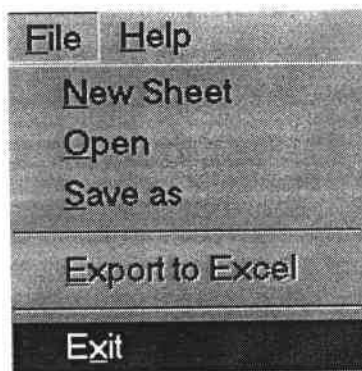 File Help
New Sheet
Open
Save as
Export to Excel
Exit